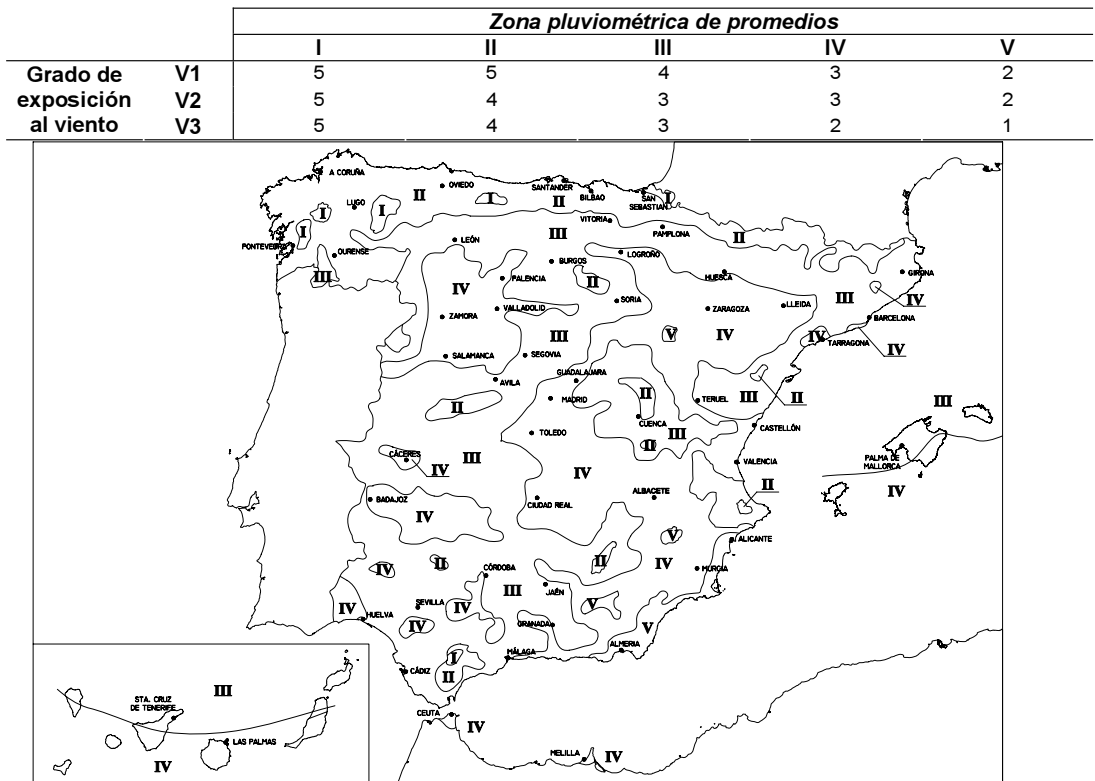 Zona pluviométrica de promedios
I II III IV V
Grado de exposición al viento
V1 5 5 4 3 2
V2 5 4 3 3 2
V3 5 4 3 2 1
A CORUÑA
OVIEDO
SANTANDER
BILBAO
SAN SEBASTIAN
I
II
I
II
LUGO
I
I
VITORIA
PAMPLONA
I
PONTEVEDRA
LEÓN
III
II
OURENSE
BURGOS
LOGROÑO
III
PALENCIA
HUESCA
GIRONA
IV
II
SORIA
III
IV
VALLADOLID
ZARAGOZA
LLEIDA
ZAMORA
BARCELONA
III
V
IV
IV
TARRAGONA
IV
SALAMANCA
SEGOVIA
GUADALAJARA
AVILA
II
MADRID
II
TERUEL
III
II
III
CUENCA
CASTELLÓN
TOLEDO
III
II
CÁCERES
IV
III
IV
VALENCIA
PALMA DE MALLORCA
II
IV
BADAJOZ
CIUDAD REAL
ALBACETE
IV
V
ALICANTE
IV
II
II
IV
MURCIA
CÓRDOBA
JAÉN
III
IV
HUELVA
SEVILLA
IV
V
IV
GRANADA
V
ALMERIA
I
MÁLAGA
CÁDIZ
II
III
STA. CRUZ DE TENERIFE
CEUTA
IV
LAS PALMAS
IV
MELILLA
IV